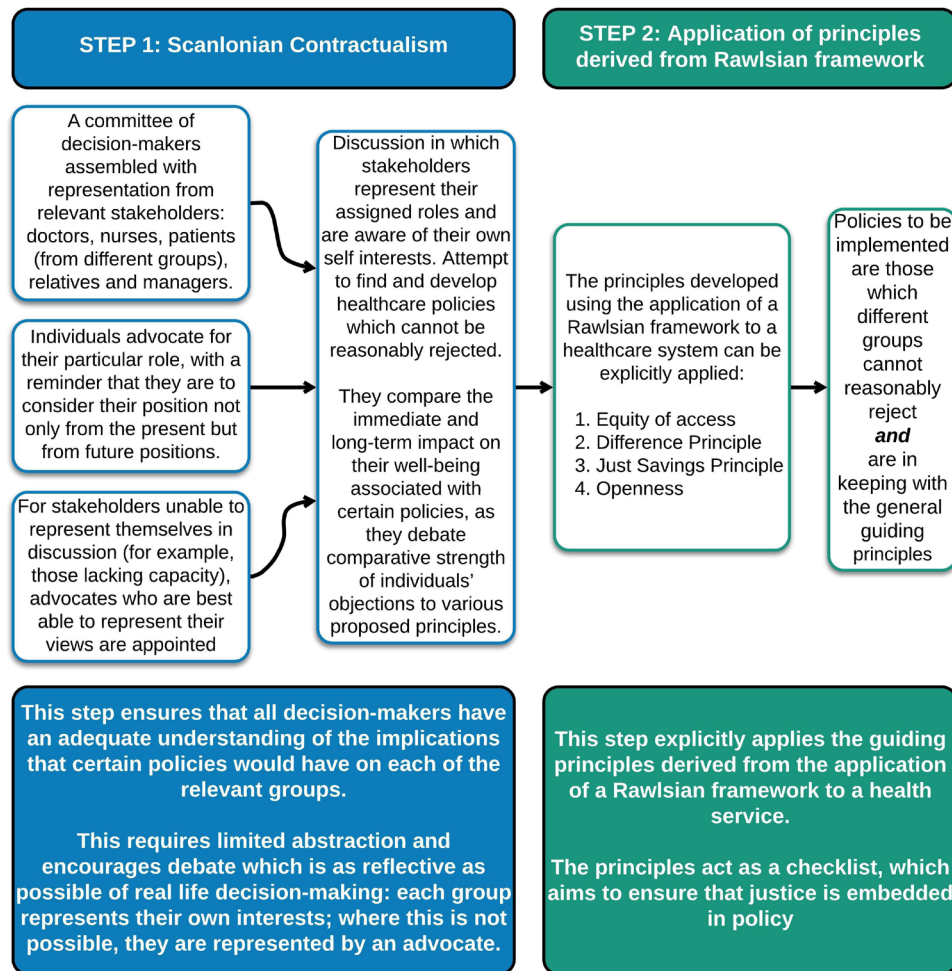 STEP 1: Scanlonian Contractualism
STEP 2: Application of principles
derived from Rawlsian framework
A committee of
decision-makers
assembled with
representation from
relevant stakeholders:
doctors, nurses, patients
(from different groups),
relatives and managers.
Individuals advocate for
their particular role, with a
reminder that they are to
consider their position not
only from the present but
from future positions.
For stakeholders unable to
represent themselves in
discussion (for example,
those lacking capacity),
advocates who are best
able to represent their
views are appointed
Discussion in which
stakeholders
represent their
assigned roles and
are aware of their own
self interests. Attempt
to find and develop
healthcare policies
which cannot be
reasonably rejected.
They compare the
immediate and
long-term impact on
their well-being
associated with
certain policies, as
they debate
comparative strength
of individuals’
objections to various
proposed principles.
The principles developed
using the application of a
Rawlsian framework to a
healthcare system can be
explicitly applied:
1. Equity of access
2. Difference Principle
3. Just Savings Principle
4. Openness
Policies to be
implemented
are those
which
different
groups
cannot
reasonably
reject
and
are in
keeping with
the general
guiding
principles
This step ensures that all decision-makers have
an adequate understanding of the implications
that certain policies would have on each of the
relevant groups.
This requires limited abstraction and
encourages debate which is as reflective as
possible of real life decision-making: each group
represents their own interests; where this is not
possible, they are represented by an advocate.
This step explicitly applies the guiding
principles derived from the application
of a Rawlsian framework to a health
service.
The principles act as a checklist, which
aims to ensure that justice is embedded
in policy